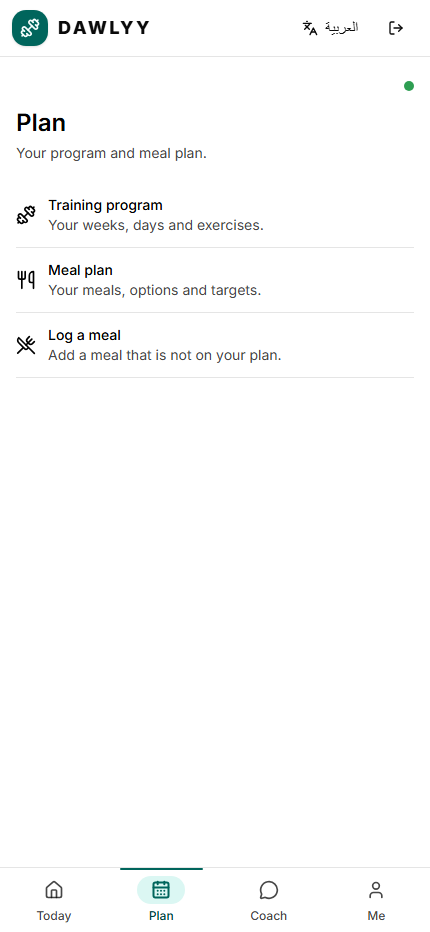 DAWLYY
العربية
Plan
Your program and meal plan.
Training program
Your weeks, days and exercises.
Meal plan
Your meals, options and targets.
Log a meal
Add a meal that is not on your plan.
Today
Plan
Coach
Me